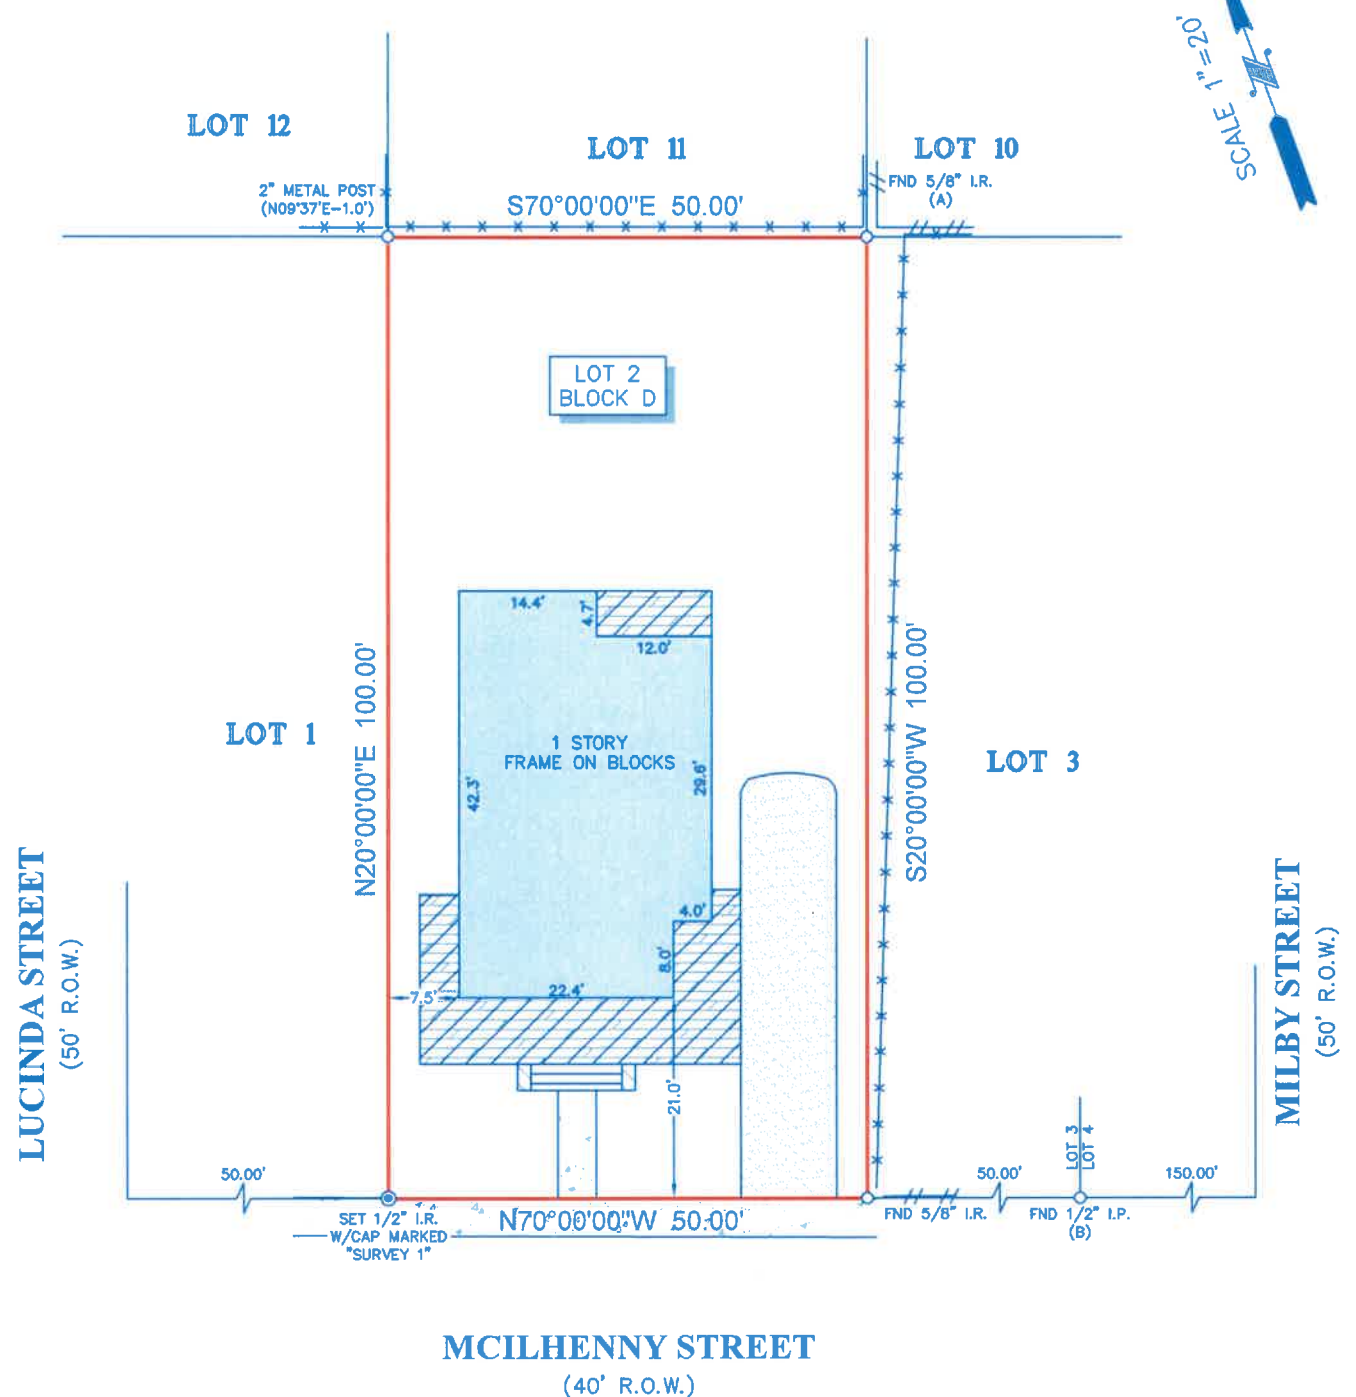 SCALE 1"=20'
LOT 12
LOT 11
LOT 10
2" METAL POST
(N09°37'E-1.0')
S70°00'00"E 50.00'
FND 5/8" I.R.
(A)
LOT 2
BLOCK D
14.4'
4.7'
12.0'
N20°00'00"E 100.00'
S20°00'00"W 100.00'
LOT 1
1 STORY
FRAME ON BLOCKS
LOT 3
42.3'
29.6'
4.0'
8.0'
7.5'
22.4'
21.0'
LUCINDA STREET
(50' R.O.W.)
MILBY STREET
(50' R.O.W.)
LOT 3
LOT 4
50.00'
50.00'
150.00'
SET 1/2" I.R.
W/CAP MARKED
"SURVEY 1"
N70°00'00"W 50.00'
FND 5/8" I.R.
FND 1/2" I.P.
(B)
MCILHENNY STREET
(40' R.O.W.)